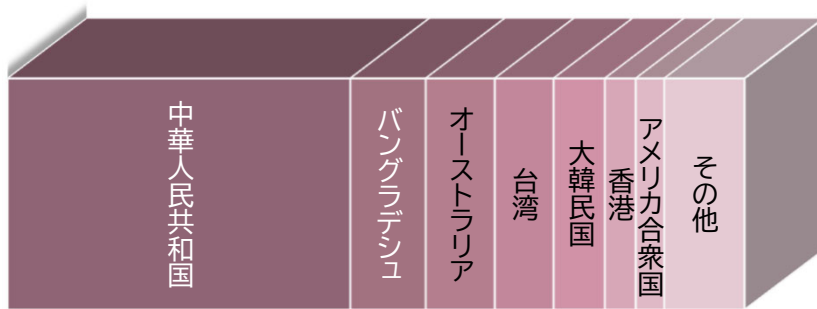 中華人民共和国
バングラデシュ
オーストラリア
台湾
大韓民国
香港
アメリカ合衆国
その他